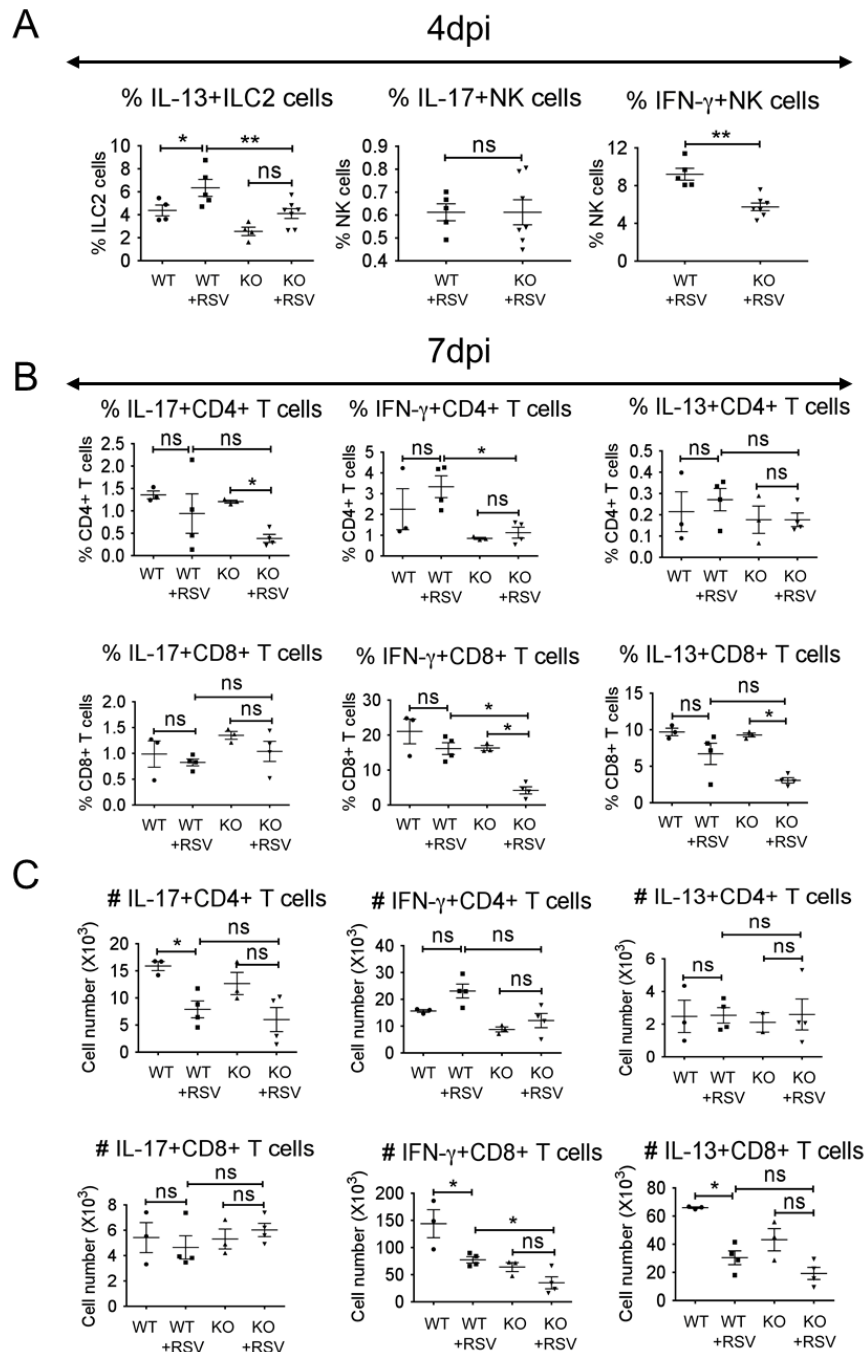 A
4dpi
% IL-13+ILC2 cells
% IL-17+NK cells
% IFN-γ+NK cells
% ILC2 cells
10
8
6
4
2
0
*
**
ns
WT
WT
+RSV
KO
KO
+RSV
% NK cells
0.9
0.8
0.7
0.6
0.5
0.4
ns
WT
+RSV
KO
+RSV
% NK cells
12
8
4
0
**
WT
+RSV
KO
+RSV
7dpi
B
% IL-17+CD4+ T cells
% IFN-γ+CD4+ T cells
% IL-13+CD4+ T cells
% CD4+ T cells
2.5
2.0
1.5
1.0
0.5
0.0
ns
ns
*
WT
WT
+RSV
KO
KO
+RSV
% CD4+ T cells
5
4
3
2
1
0
ns
*
ns
WT
WT
+RSV
KO
KO
+RSV
% CD4+ T cells
0.5
0.4
0.3
0.2
0.1
0.0
ns
ns
ns
WT
WT
+RSV
KO
KO
+RSV
% IL-17+CD8+ T cells
% IFN-γ+CD8+ T cells
% IL-13+CD8+ T cells
% CD8+ T cells
2.0
1.5
1.0
0.5
0.0
ns
ns
ns
WT
WT
+RSV
KO
KO
+RSV
% CD8+ T cells
30
20
10
0
ns
*
*
WT
WT
+RSV
KO
KO
+RSV
% CD8+ T cells
15
10
5
0
ns
ns
*
WT
WT
+RSV
KO
KO
+RSV
C
# IL-17+CD4+ T cells
# IFN-γ+CD4+ T cells
# IL-13+CD4+ T cells
Cell number (X10³)
20
15
10
5
0
*
ns
ns
WT
WT
+RSV
KO
KO
+RSV
Cell number (X10³)
40
30
20
10
0
ns
ns
ns
WT
WT
+RSV
KO
KO
+RSV
Cell number (X10³)
6
4
2
0
ns
ns
ns
WT
WT
+RSV
KO
KO
+RSV
# IL-17+CD8+ T cells
# IFN-γ+CD8+ T cells
# IL-13+CD8+ T cells
Cell number (X10³)
10
8
6
4
2
0
ns
ns
ns
WT
WT
+RSV
KO
KO
+RSV
Cell number (X10³)
200
150
100
50
0
*
*
ns
WT
WT
+RSV
KO
KO
+RSV
Cell number (X10³)
80
60
40
20
0
*
ns
ns
WT
WT
+RSV
KO
KO
+RSV